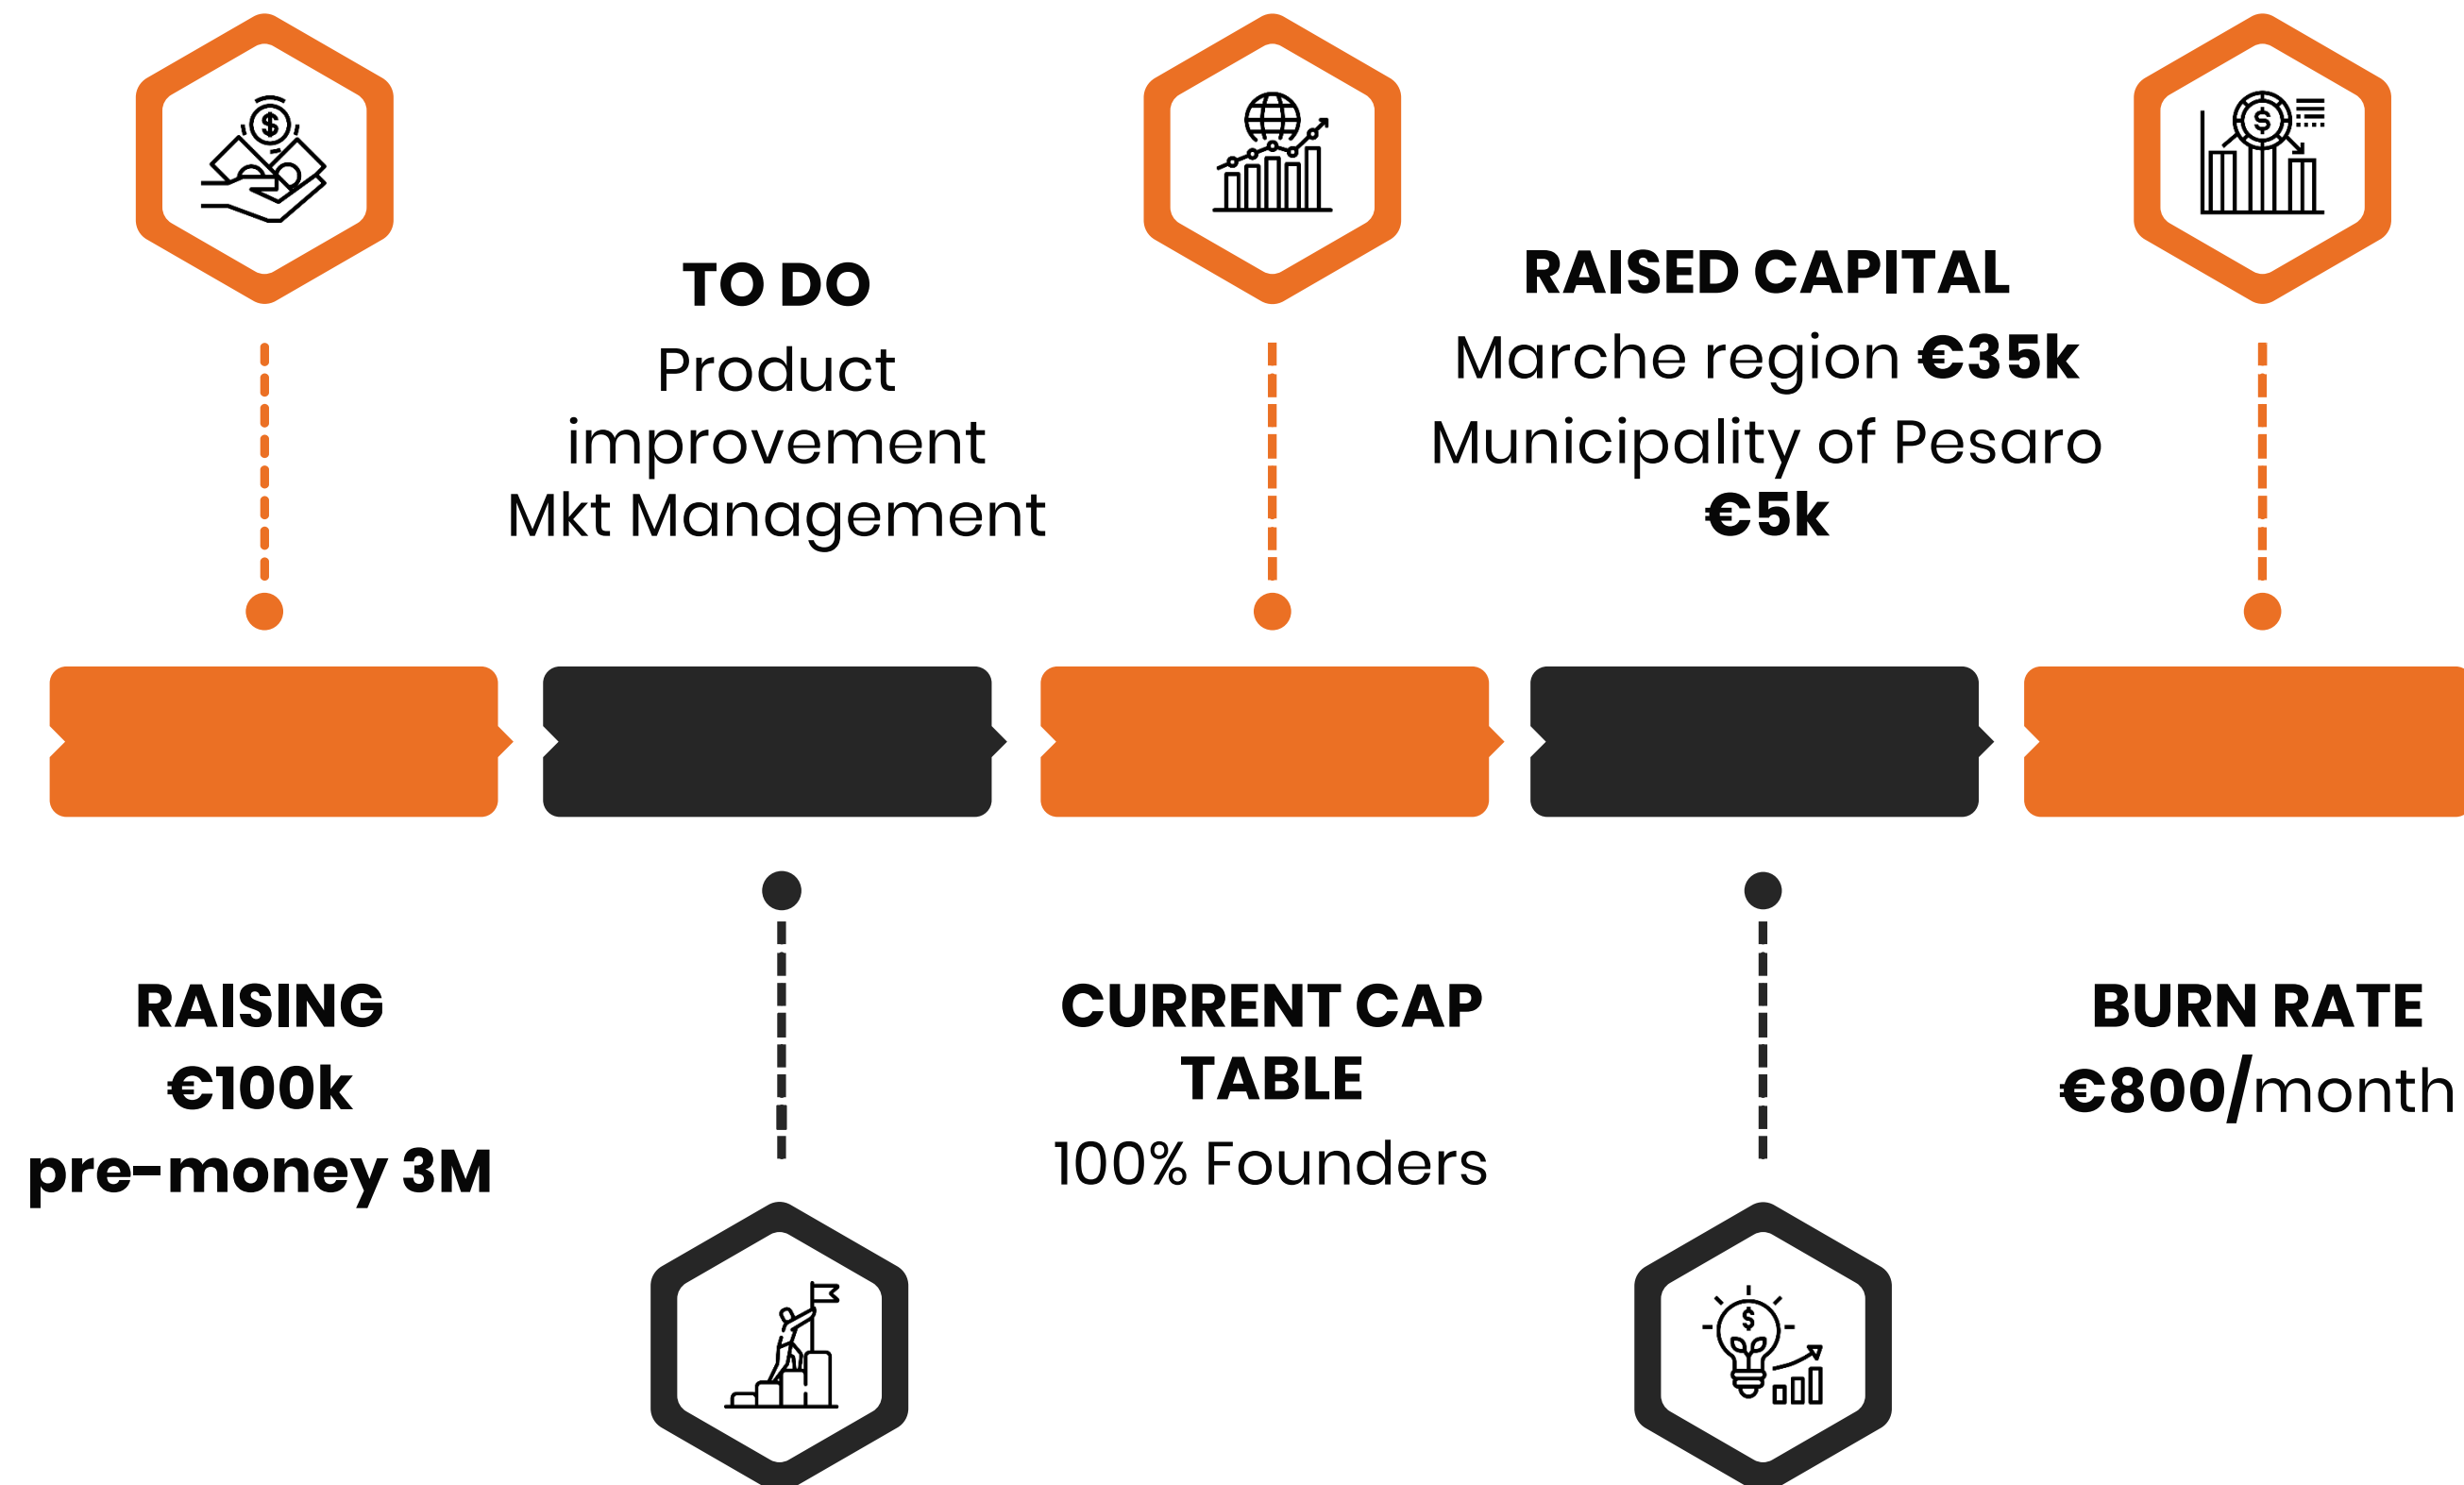 TO DO
Product
improvement
Mkt Management
RAISED CAPITAL
Marche region €35k
Municipality of Pesaro
€5k
RAISING
€100k
pre-money 3M
CURRENT CAP
TABLE
100% Founders
BURN RATE
€800/month